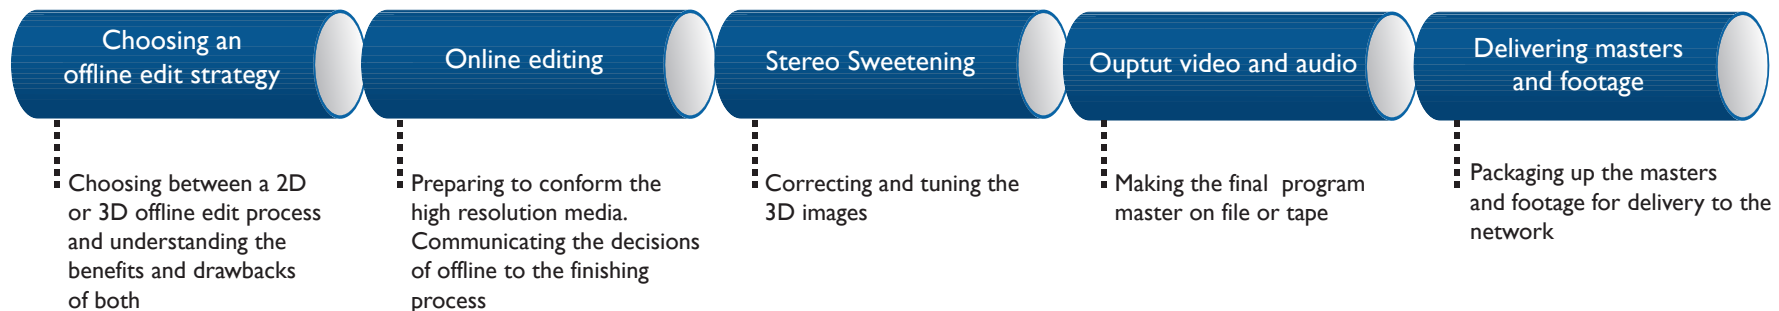 Choosing an
offline edit strategy
Online editing
Stereo Sweetening
Ouptut video and audio
Delivering masters
and footage
Choosing between a 2D
or 3D offline edit process
and understanding the
benefits and drawbacks
of both
Preparing to conform the
high resolution media.
Communicating the decisions
of offline to the finishing
process
Correcting and tuning the
3D images
Making the final  program
master on file or tape
Packaging up the masters
and footage for delivery to the
network